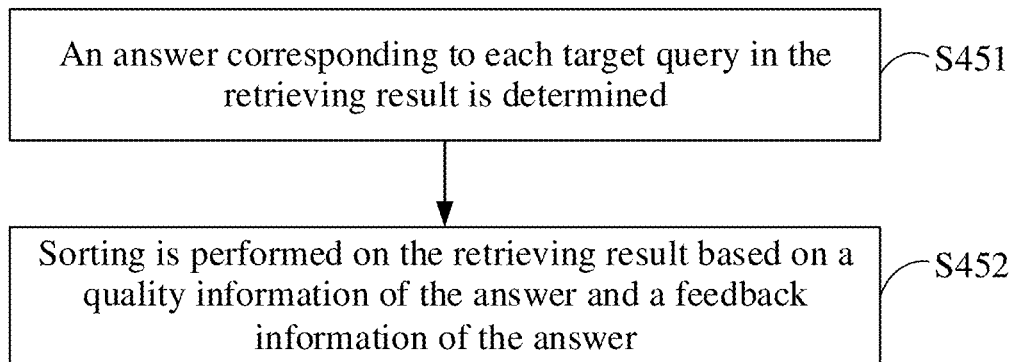 An answer corresponding to each target query in the
retrieving result is determined
S451
Sorting is performed on the retrieving result based on a
quality information of the answer and a feedback
information of the answer
S452